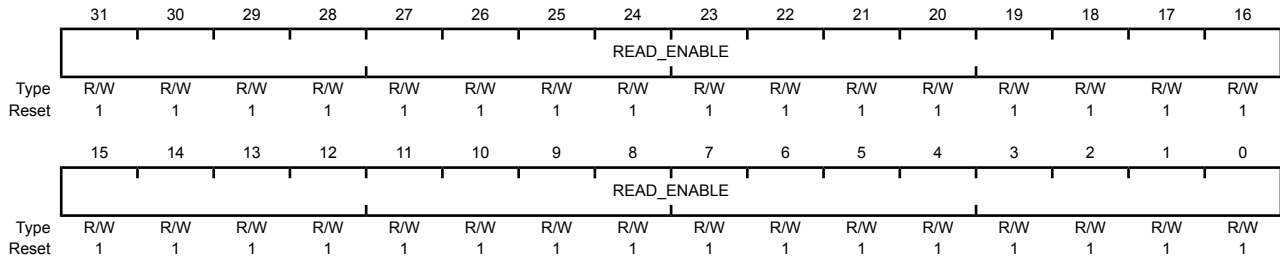 31 30 29 28 27 26 25 24 23 22 21 20 19 18 17 16
READ_ENABLE
Type R/W R/W R/W R/W R/W R/W R/W R/W R/W R/W R/W R/W R/W R/W R/W R/W
Reset 1 1 1 1 1 1 1 1 1 1 1 1 1 1 1 1
15 14 13 12 11 10 9 8 7 6 5 4 3 2 1 0
READ_ENABLE
Type R/W R/W R/W R/W R/W R/W R/W R/W R/W R/W R/W R/W R/W R/W R/W R/W
Reset 1 1 1 1 1 1 1 1 1 1 1 1 1 1 1 1